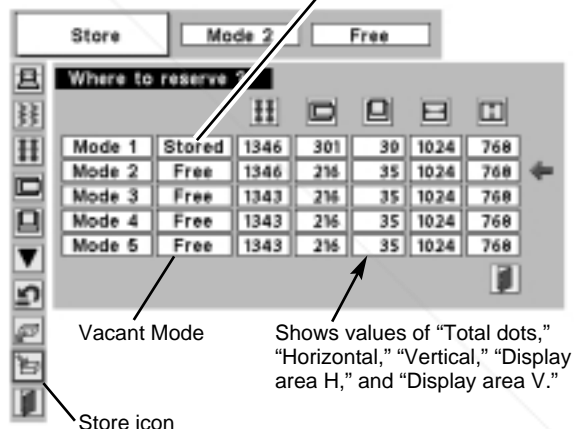 Store Mode 2 Free
Where to reserve ?
Mode 1 Stored 1346 301 30 1024 768
Mode 2 Free 1346 216 35 1024 768
Mode 3 Free 1343 216 35 1024 768
Mode 4 Free 1343 216 35 1024 768
Mode 5 Free 1343 216 35 1024 768
Vacant Mode
Shows values of “Total dots,”
“Horizontal,” “Vertical,” “Display
area H,” and “Display area V.”
Store icon